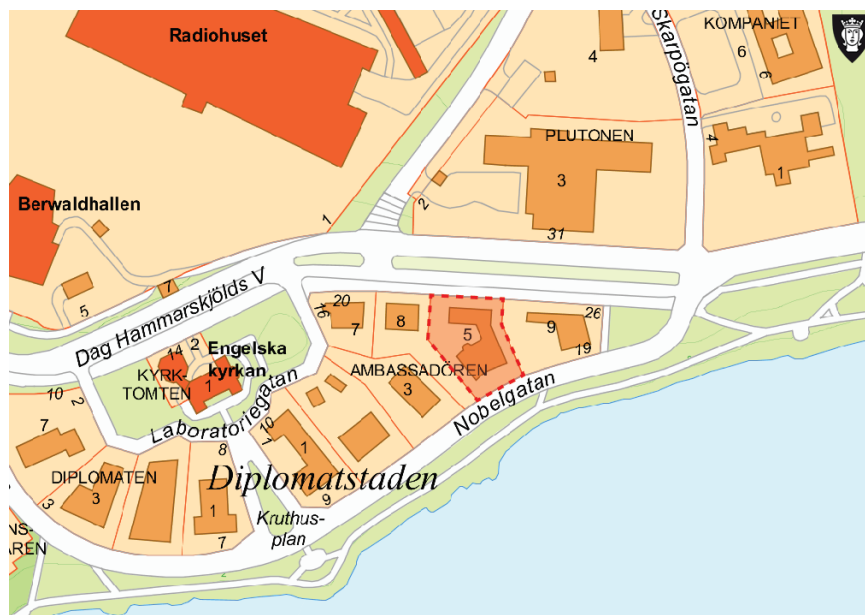 Radiohuset
4
Skarpögatan
KOMPANIET
6
6
PLUTONEN
4
3
1
2
31
Berwaldhallen
1
5
7
Dag Hammarskjölds V
16
20
7
8
5
9
26
19
14
2
Engelska
kyrkan
KYRK-
TOMTEN
1
AMBASSADÖREN
3
Nobelgatan
10
2
Laboratoriegatan
7
8
10
1
1
DIPLOMATEN
3
3
1
7
9
Diplomatstaden
Kruthus-
plan
NS-
AREN